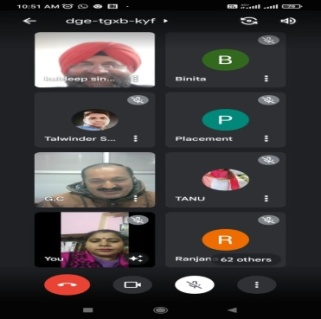 10:51 AM
dge-tgxb-kyf
Kuldeep sin...
B
Binita
Talwinder S...
P
Placement
G.C
TANU
You
R
Ranjan
62 others